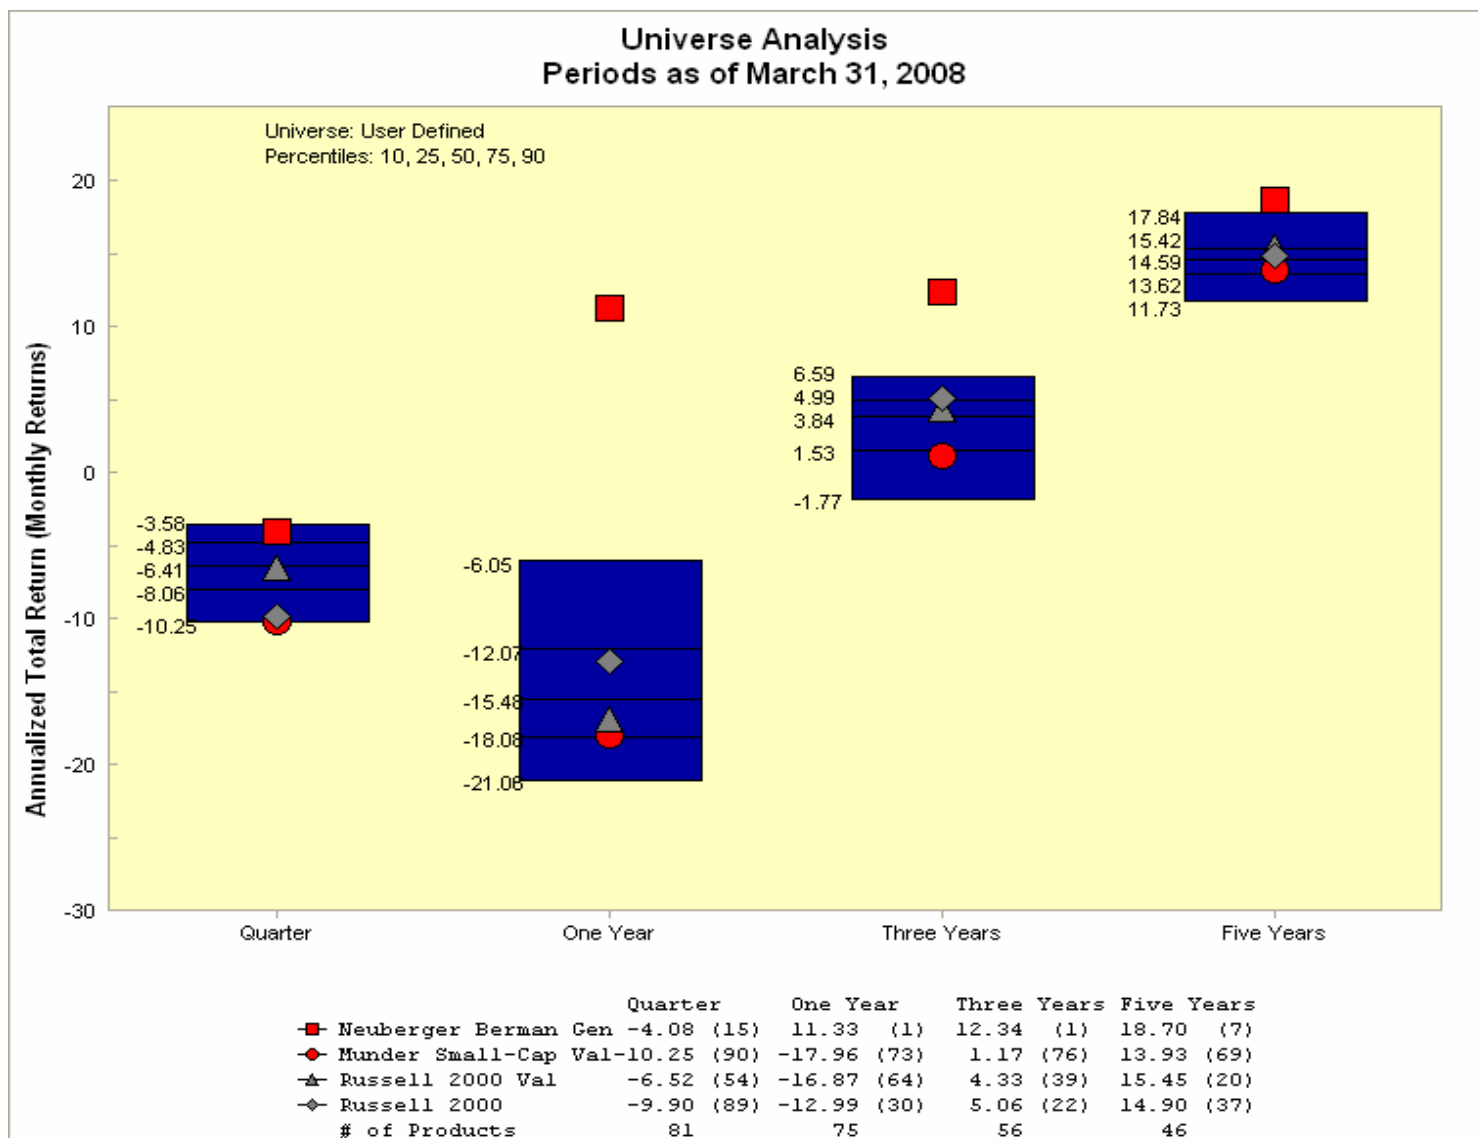 Universe Analysis
Periods as of March 31, 2008
Universe: User Defined
Percentiles: 10, 25, 50, 75, 90
Annualized Total Return (Monthly Returns)
20
10
0
-10
-20
-30
-3.58
-4.83
-6.41
-8.06
-10.25
-6.05
-12.07
-15.48
-18.08
-21.06
6.59
4.99
3.84
1.53
-1.77
17.84
15.42
14.59
13.62
11.73
Quarter One Year Three Years Five Years
Quarter One Year Three Years Five Years
Neuberger Berman Gen -4.08 (15) 11.33 (1) 12.34 (1) 18.70 (7)
Munder Small-Cap Val-10.25 (90) -17.96 (73) 1.17 (76) 13.93 (69)
Russell 2000 Val -6.52 (54) -16.87 (64) 4.33 (39) 15.45 (20)
Russell 2000 -9.90 (89) -12.99 (30) 5.06 (22) 14.90 (37)
# of Products 81 75 56 46